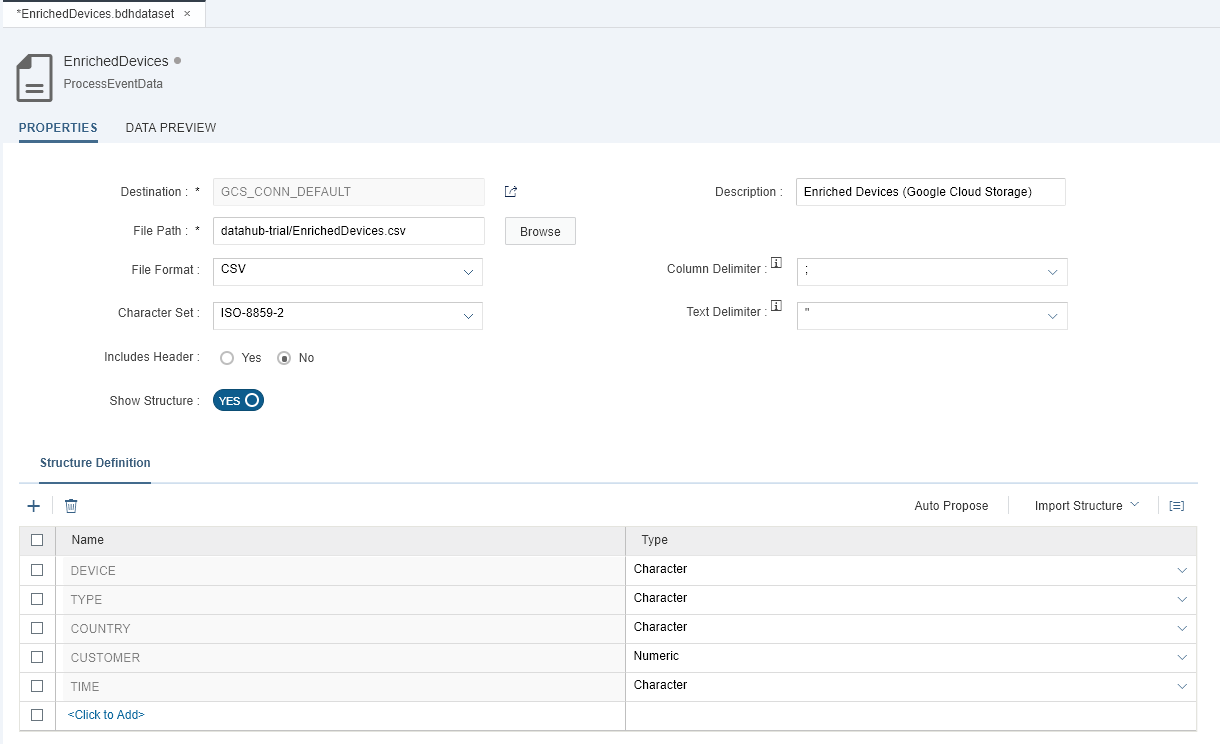 *EnrichedDevices.bdhdataset ×
EnrichedDevices
ProcessEventData
PROPERTIES DATA PREVIEW
Destination : * GCS_CONN_DEFAULT Description : Enriched Devices (Google Cloud Storage)
File Path : * datahub-trial/EnrichedDevices.csv Browse
File Format : CSV Column Delimiter : i ;
Character Set : ISO-8859-2 Text Delimiter : i "
Includes Header : Yes No
Show Structure : YES
Structure Definition
+ Auto Propose Import Structure
Name Type
DEVICE Character
TYPE Character
COUNTRY Character
CUSTOMER Numeric
TIME Character
<Click to Add>